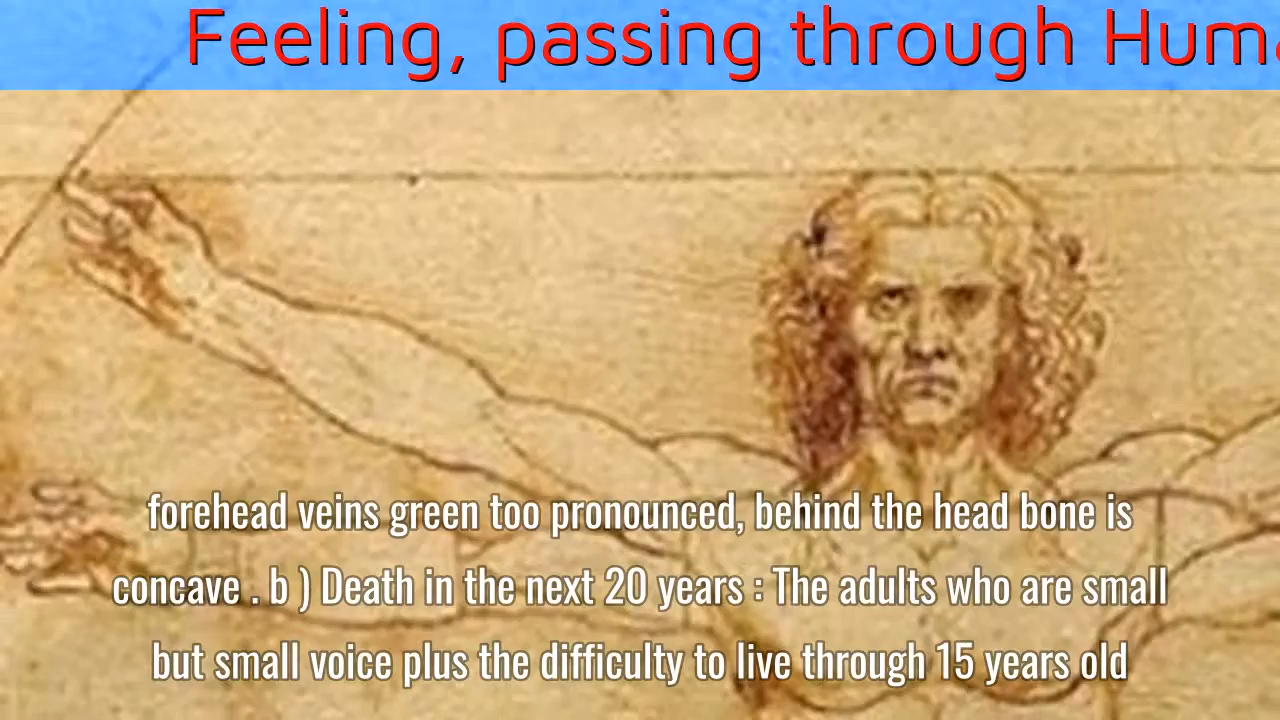 Feeling, passing through Huma
forehead veins green too pronounced, behind the head bone is
concave . b ) Death in the next 20 years : The adults who are small
but small voice plus the difficulty to live through 15 years old